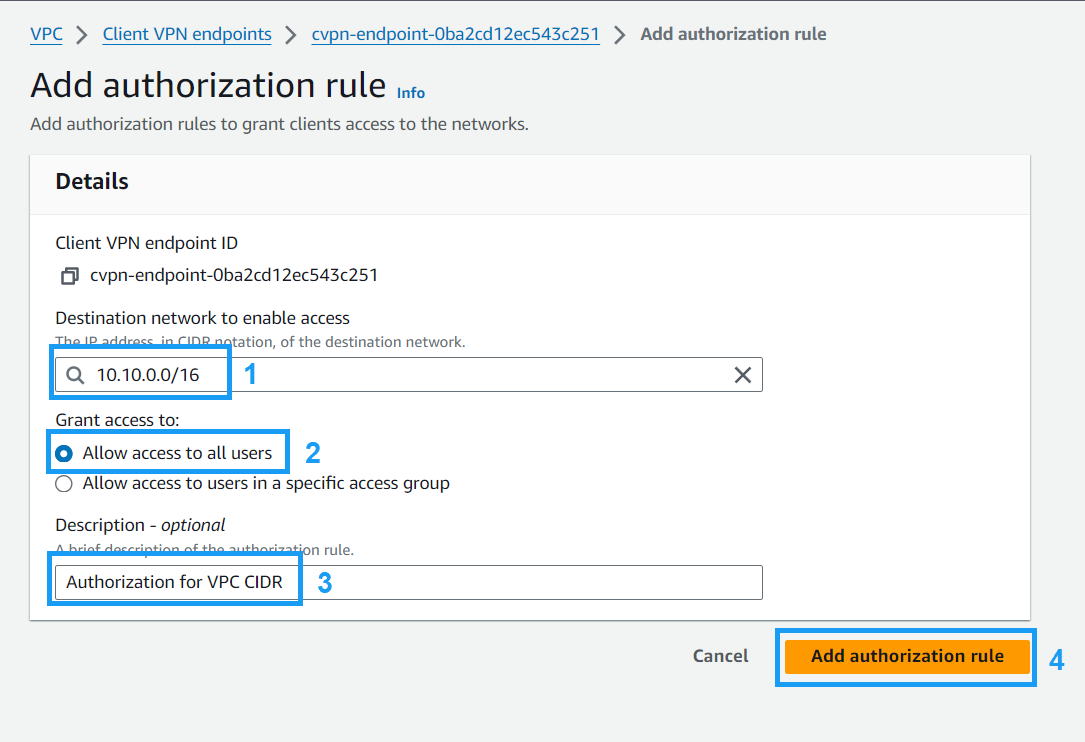 VPC > Client VPN endpoints > cvpn-endpoint-0ba2cd12ec543c251 > Add authorization rule
Add authorization rule Info
Add authorization rules to grant clients access to the networks.
Details
Client VPN endpoint ID
cvpn-endpoint-0ba2cd12ec543c251
Destination network to enable access
The IP address, in CIDR notation, of the destination network.
10.10.0.0/16 1
Grant access to:
Allow access to all users 2
Allow access to users in a specific access group
Description - optional
A brief description of the authorization rule.
Authorization for VPC CIDR 3
Cancel Add authorization rule 4